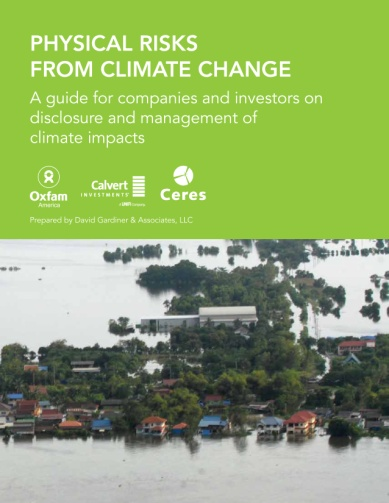 PHYSICAL RISKS
FROM CLIMATE CHANGE
A guide for companies and investors on
disclosure and management of
climate impacts
Oxfam
America
Calvert
INVESTMENTS
Ceres
Prepared by David Gardiner & Associates, LLC